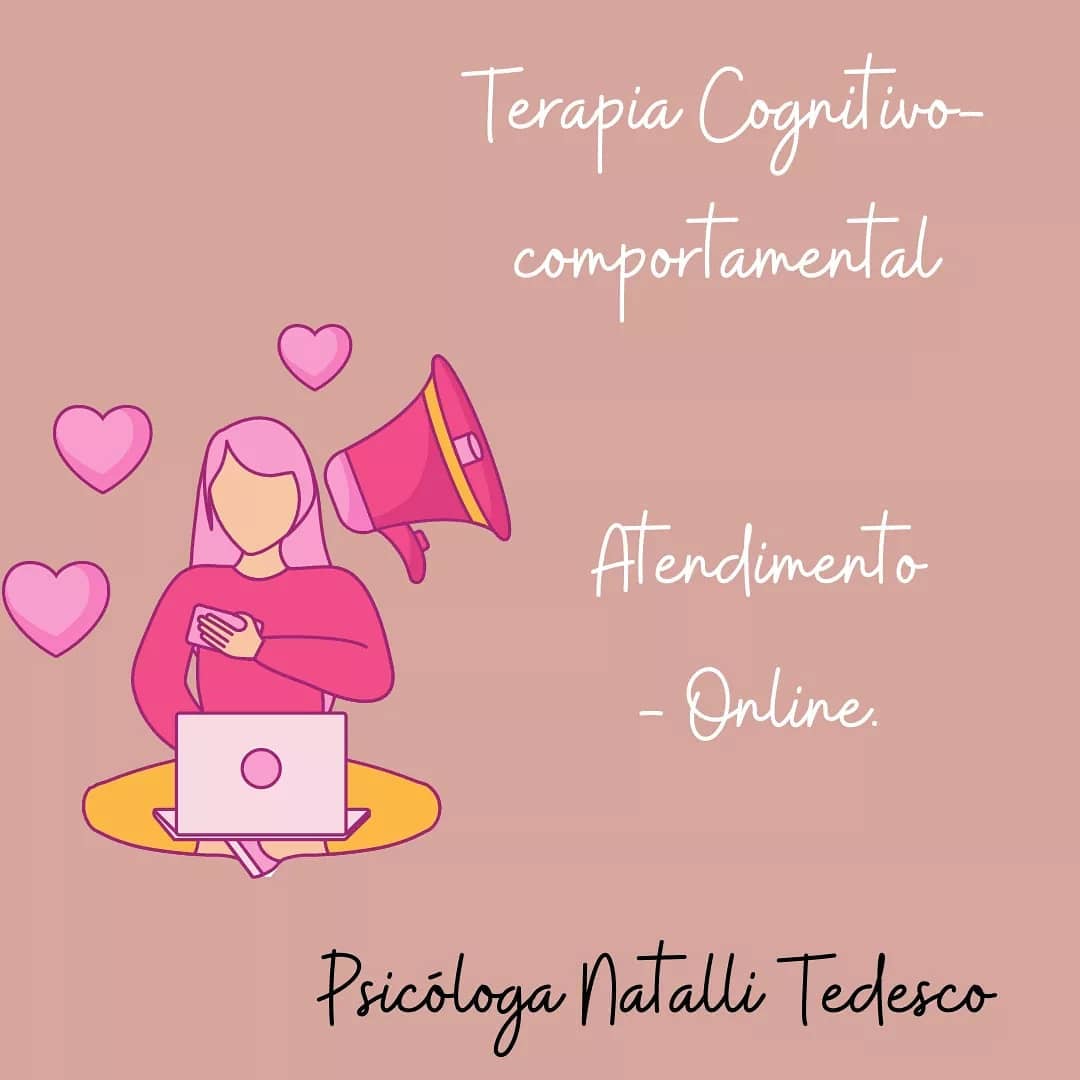 Terapia Cognitivo-
comportamental
Atendimento
- Online.
Psicóloga Natalli Tedesco